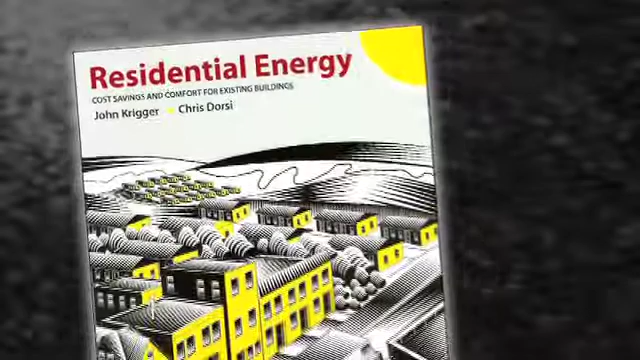 Residential Energy
COST SAVINGS AND COMFORT FOR EXISTING BUILDINGS
John Krigger • Chris Dorsi